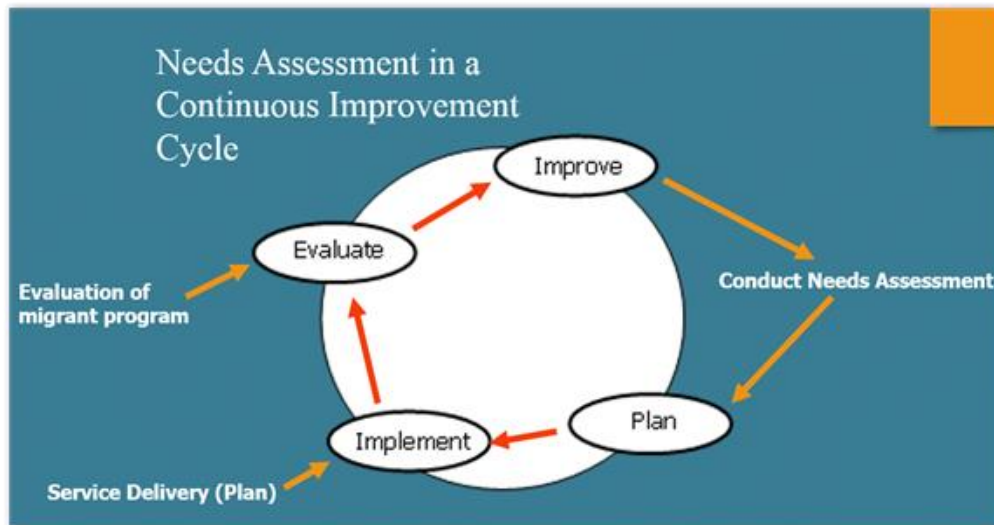 Needs Assessment in a
Continuous Improvement
Cycle
Improve
Evaluate
Conduct Needs Assessment
Evaluation of
migrant program
Plan
Implement
Service Delivery (Plan)